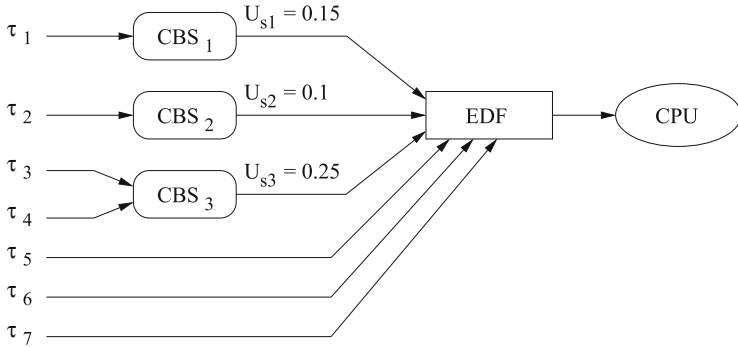 τ 1
CBS 1
U s1 = 0.15
τ 2
CBS 2
U s2 = 0.1
EDF
CPU
τ 3
CBS 3
U s3 = 0.25
τ 4
τ 5
τ 6
τ 7